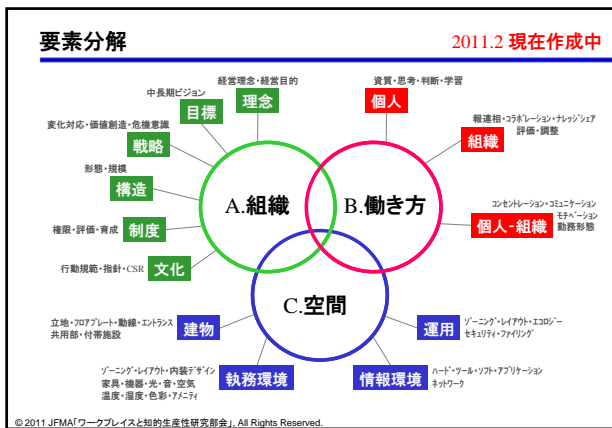 要素分解
2011.2 現在作成中
経営理念・経営目的
理念
中長期ビジョン
目標
変化対応・価値創造・危機意識
戦略
形態・規模
構造
権限・評価・育成
制度
行動規範・指針・CSR
文化
A.組織
資質・思考・判断・学習
個人
報連相・コラボレーション・ナレッジシェア
評価・調整
組織
コンセントレーション・コミュニケーション
モチベーション
勤務形態
個人-組織
B.働き方
C.空間
立地・フロアプレート・動線・エントランス
共用部・付帯施設
建物
ゾーニング・レイアウト・内装デザイン
家具・機器・光・音・空気
温度・湿度・色彩・アメニティ
執務環境
ハード・ツール・ソフト・アプリケーション
ネットワーク
情報環境
ゾーニング・レイアウト・エコロジー
セキュリティ・ファイリング
運用
© 2011 JFMA「ワークプレイスと知的生産性研究部会」, All Rights Reserved.